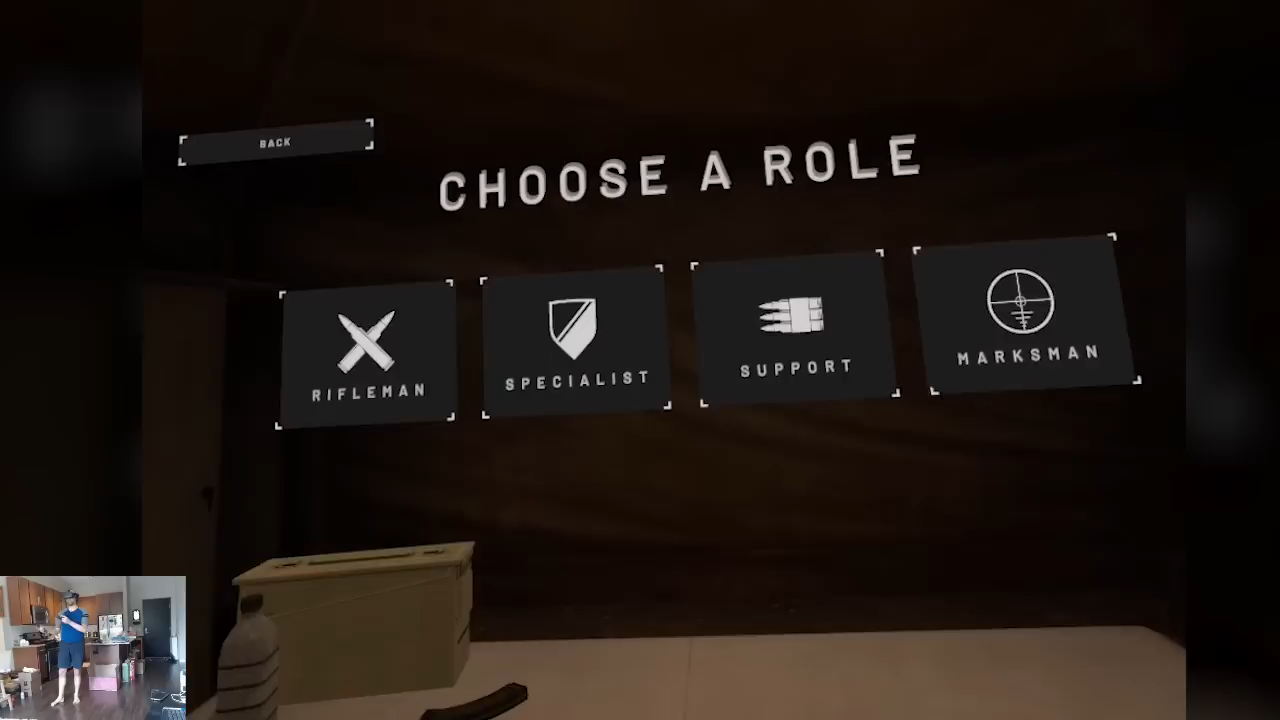 BACK
CHOOSE A ROLE
RIFLEMAN
SPECIALIST
SUPPORT
MARKSMAN